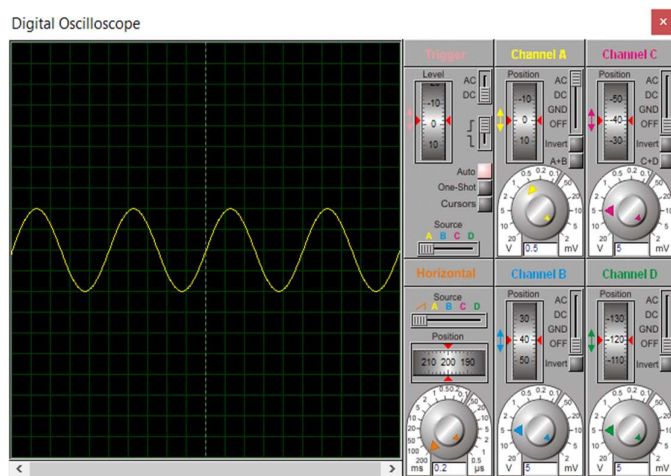 Digital Oscilloscope
Trigger
Level
AC
DC
-10
0
10
Auto
One-Shot
Cursors
Source
A B C D
Channel A
Position
AC
DC
GND
OFF
-10
0
10
Invert
A+B
0.5
V mV
Channel C
Position
AC
DC
GND
OFF
-50
-40
-30
Invert
C+D
5
V mV
Horizontal
Source
A B C D
Position
210 200 190
0.2
ms µs
Channel B
Position
AC
DC
GND
OFF
30
40
50
Invert
5
V mV
Channel D
Position
AC
DC
GND
OFF
-130
-120
-110
Invert
5
V mV